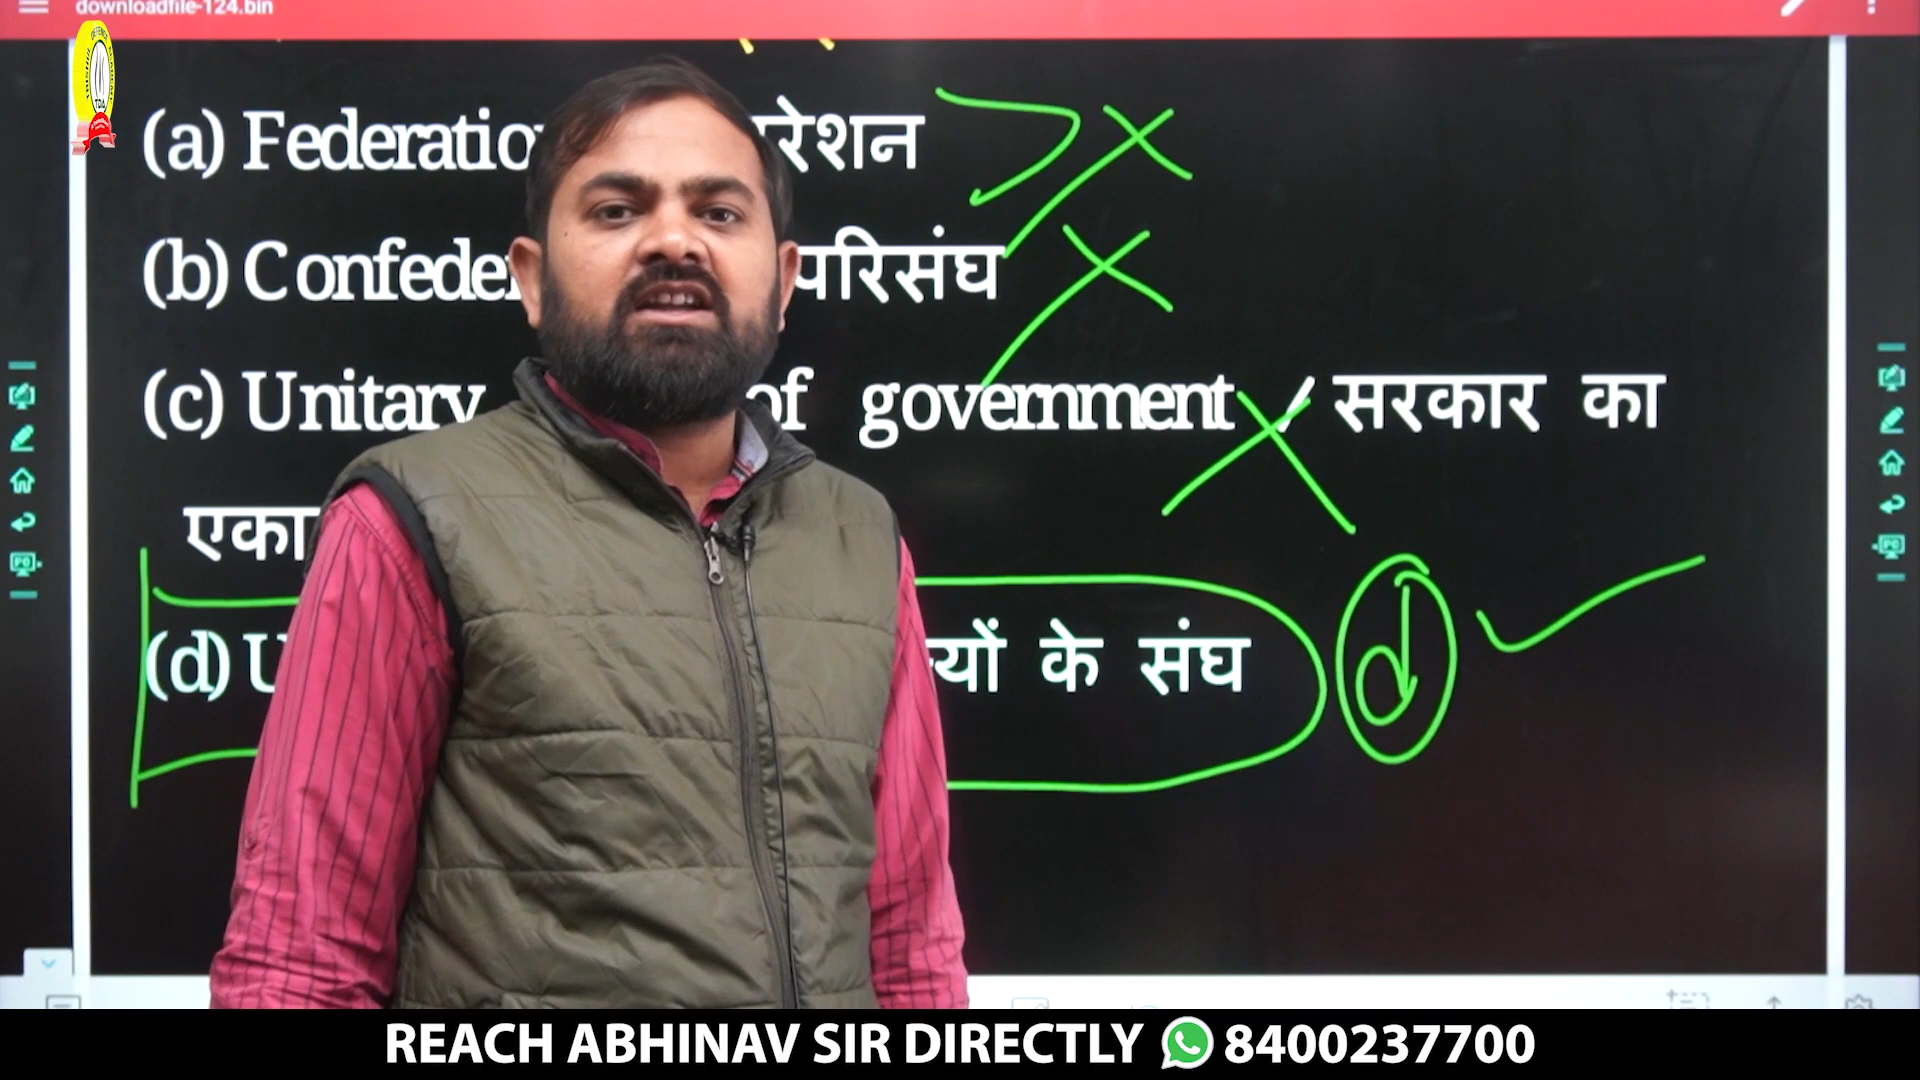 downloadfile-124.bin
(a) Federatio रेशन
(b) Confeder परिसंघ
(c) Unitary of government / सरकार का
एका
(d) U यों के संघ d
REACH ABHINAV SIR DIRECTLY 8400237700